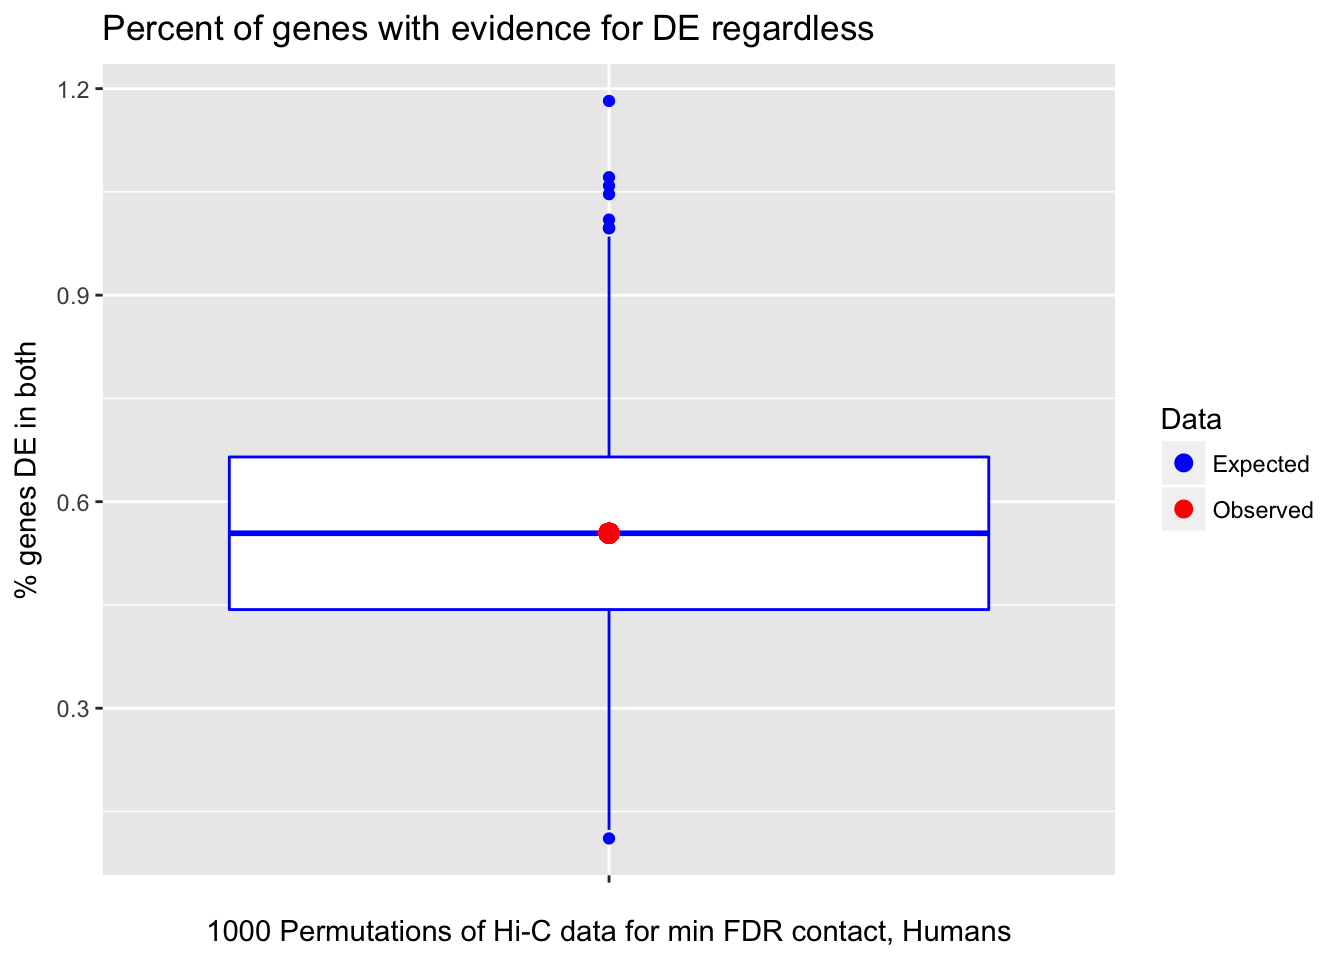 Percent of genes with evidence for DE regardless
% genes DE in both
1.2
0.9
0.6
0.3
1000 Permutations of Hi-C data for min FDR contact, Humans
Data
Expected
Observed